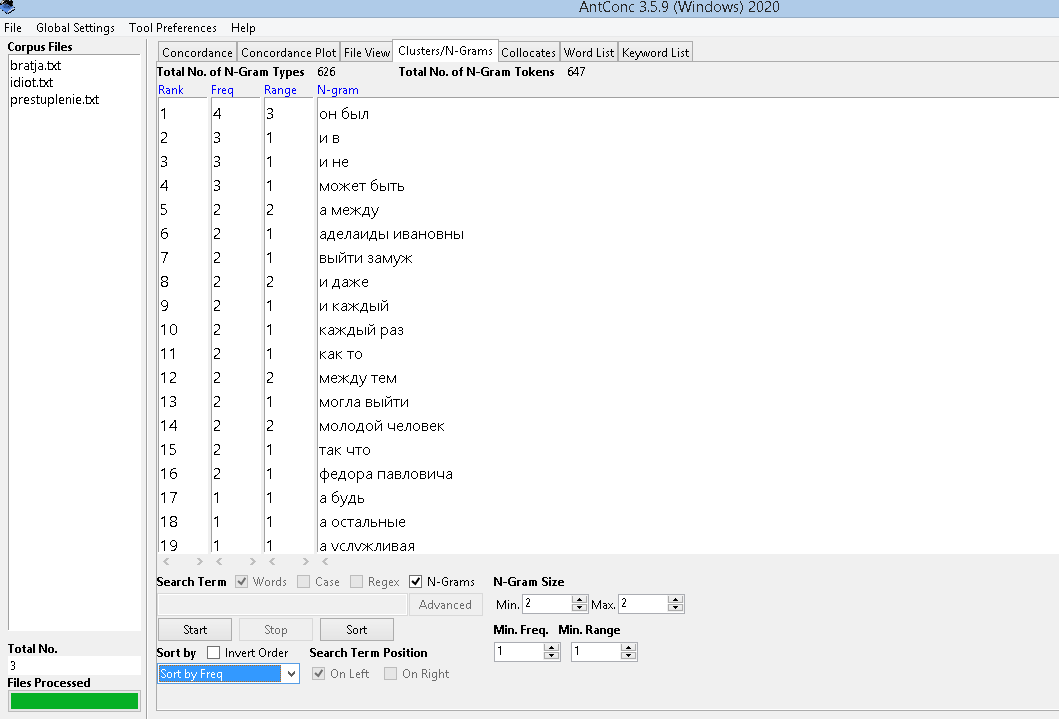 AntConc 3.5.9 (Windows) 2020
File Global Settings Tool Preferences Help
Corpus Files
bratja.txt
idiot.txt
prestuplenie.txt
Total No.
3
Files Processed
Concordance Concordance Plot File View Clusters/N-Grams Collocates Word List Keyword List
Total No. of N-Gram Types 626 Total No. of N-Gram Tokens 647
Rank Freq Range N-gram
1 4 3 он был
2 3 1 и в
3 3 1 и не
4 3 1 может быть
5 2 2 а между
6 2 1 аделаиды ивановны
7 2 1 выйти замуж
8 2 2 и даже
9 2 1 и каждый
10 2 1 каждый раз
11 2 1 как то
12 2 2 между тем
13 2 1 могла выйти
14 2 2 молодой человек
15 2 1 так что
16 2 1 федора павловича
17 1 1 а будь
18 1 1 а остальные
19 1 1 а услужливая
Search Term Words Case Regex N-Grams N-Gram Size
Advanced Min. 2 Max. 2
Start Stop Sort Min. Freq. Min. Range
1 1
Sort by Invert Order Search Term Position
Sort by Freq On Left On Right